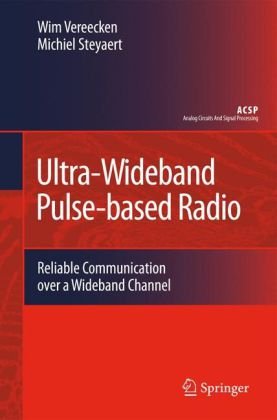 Wim Vereecken
Michiel Steyaert
ACSP
Analog Circuits And Signal Processing
Ultra-Wideband
Pulse-based Radio
Reliable Communication
over a Wideband Channel
Springer